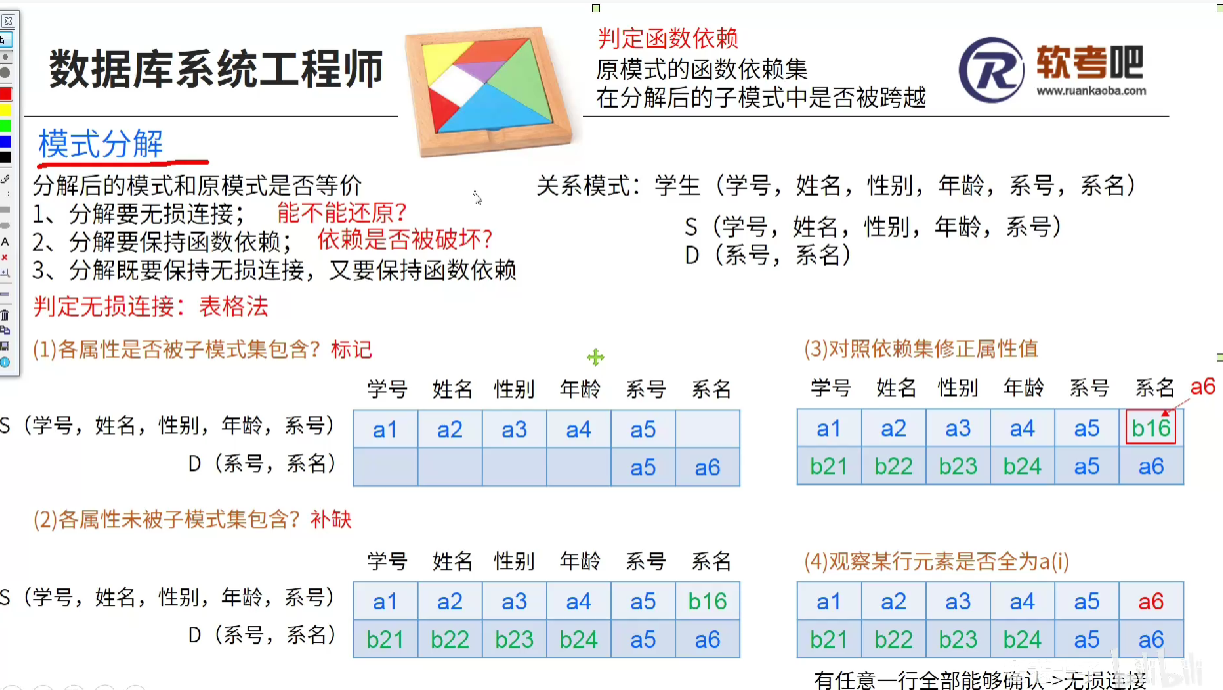 数据库系统工程师
判定函数依赖
原模式的函数依赖集
在分解后的子模式中是否被跨越
R 软考吧
www.ruankaoba.com
模式分解
分解后的模式和原模式是否等价
1、分解要无损连接； 能不能还原?
2、分解要保持函数依赖； 依赖是否被破坏?
3、分解既要保持无损连接，又要保持函数依赖
判定无损连接：表格法
关系模式：学生（学号，姓名，性别，年龄，系号，系名）
S（学号，姓名，性别，年龄，系号）
D（系号，系名）
(1)各属性是否被子模式集包含? 标记
学号 姓名 性别 年龄 系号 系名
S（学号，姓名，性别，年龄，系号） a1 a2 a3 a4 a5
D（系号，系名） a5 a6
(2)各属性未被子模式集包含? 补缺
学号 姓名 性别 年龄 系号 系名
S（学号，姓名，性别，年龄，系号） a1 a2 a3 a4 a5 b16
D（系号，系名） b21 b22 b23 b24 a5 a6
(3)对照依赖集修正属性值
学号 姓名 性别 年龄 系号 系名 a6
a1 a2 a3 a4 a5 b16
b21 b22 b23 b24 a5 a6
(4)观察某行元素是否全为a(i)
a1 a2 a3 a4 a5 a6
b21 b22 b23 b24 a5 a6
有任意一行全部能够确认->无损连接
bilibili